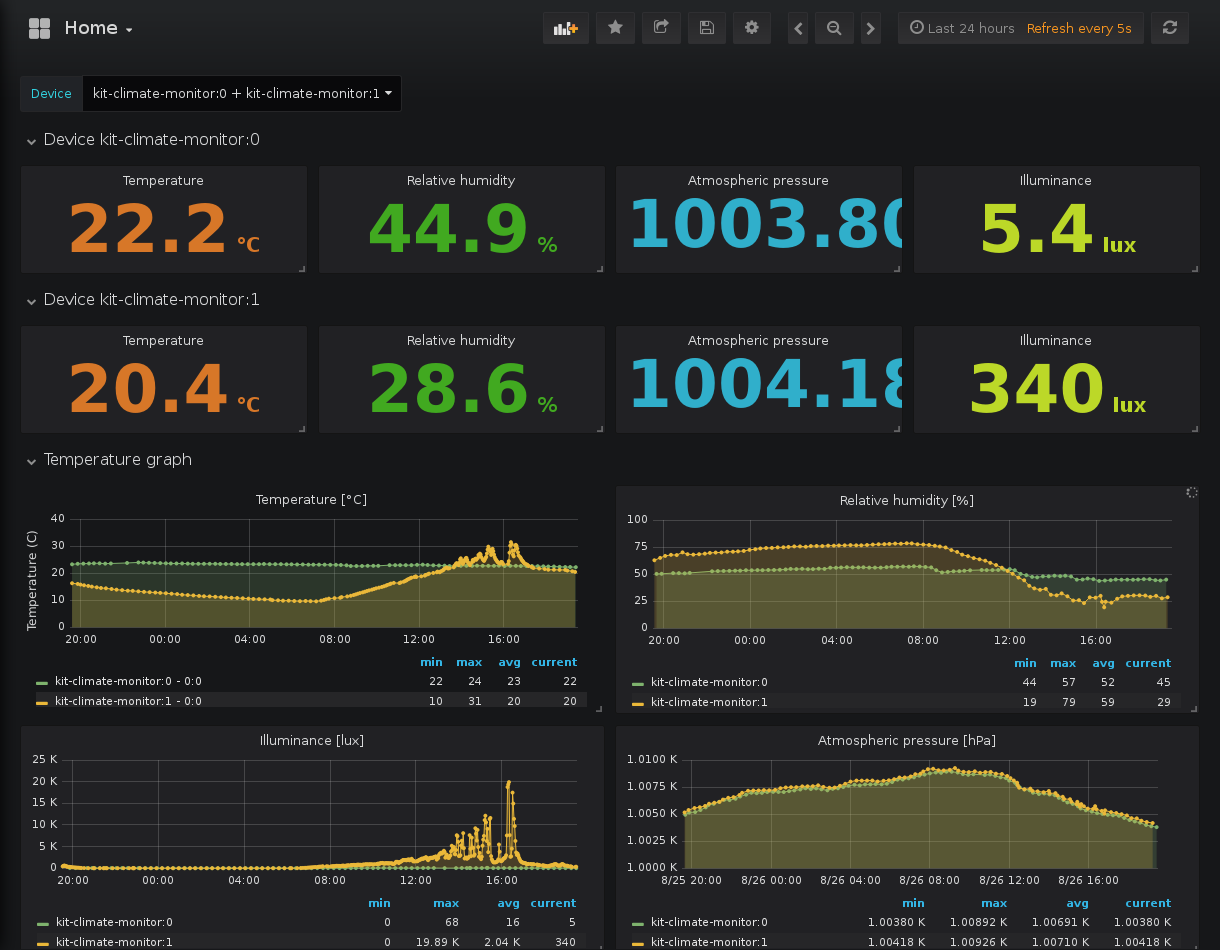 Home
Last 24 hours Refresh every 5s
Device kit-climate-monitor:0 + kit-climate-monitor:1
Device kit-climate-monitor:0
Temperature Relative humidity Atmospheric pressure Illuminance
22.2 °C 44.9 % 1003.80 5.4 lux
Device kit-climate-monitor:1
Temperature Relative humidity Atmospheric pressure Illuminance
20.4 °C 28.6 % 1004.18 340 lux
Temperature graph
Temperature [°C]
Temperature (C)
40
30
20
10
0
20:00 00:00 04:00 08:00 12:00 16:00
min max avg current
kit-climate-monitor:0 - 0:0 22 24 23 22
kit-climate-monitor:1 - 0:0 10 31 20 20
Relative humidity [%]
100
75
50
25
0
20:00 00:00 04:00 08:00 12:00 16:00
min max avg current
kit-climate-monitor:0 44 57 52 45
kit-climate-monitor:1 19 79 59 29
Illuminance [lux]
25 K
20 K
15 K
10 K
5 K
0
20:00 00:00 04:00 08:00 12:00 16:00
min max avg current
kit-climate-monitor:0 0 68 16 5
kit-climate-monitor:1 0 19.89 K 2.04 K 340
Atmospheric pressure [hPa]
1.0100 K
1.0075 K
1.0050 K
1.0025 K
1.0000 K
8/25 20:00 8/26 00:00 8/26 04:00 8/26 08:00 8/26 12:00 8/26 16:00
min max avg current
kit-climate-monitor:0 1.00380 K 1.00892 K 1.00691 K 1.00380 K
kit-climate-monitor:1 1.00418 K 1.00926 K 1.00710 K 1.00418 K